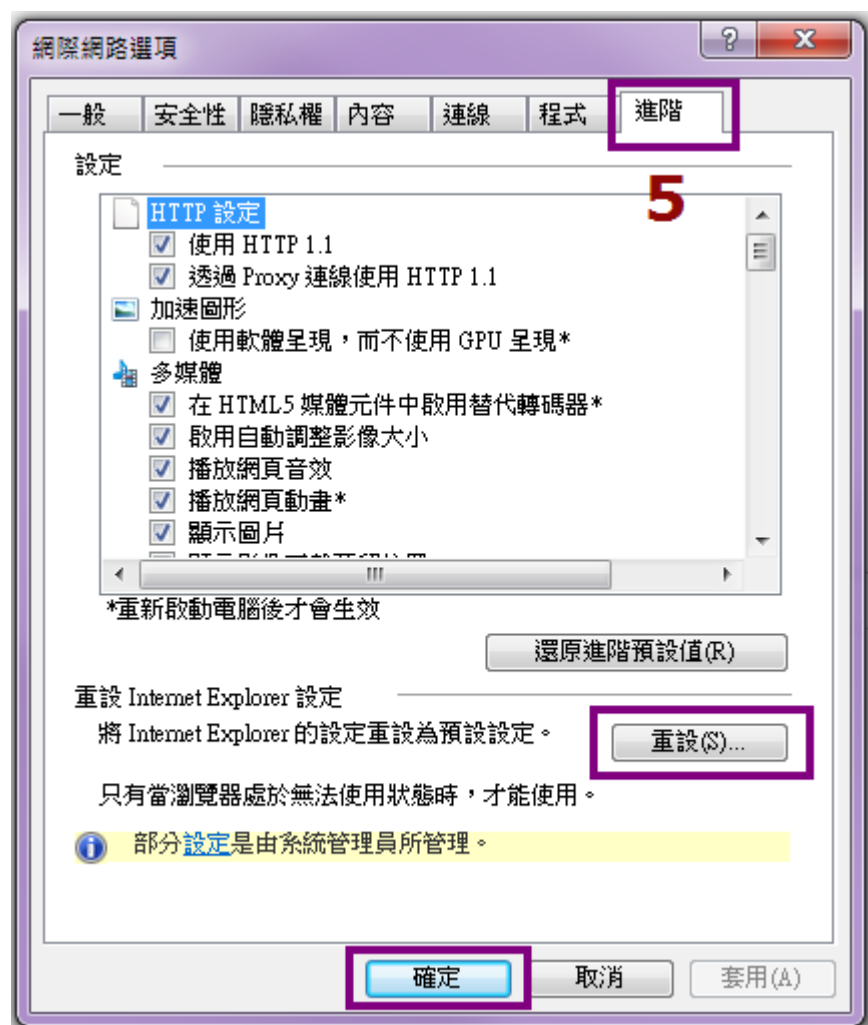 網際網路選項
一般 安全性 隱私權 內容 連線 程式 進階
設定
5
HTTP 設定
使用 HTTP 1.1
透過 Proxy 連線使用 HTTP 1.1
加速圖形
使用軟體呈現，而不使用 GPU 呈現*
多媒體
在 HTML5 媒體元件中啟用替代轉碼器*
啟用自動調整影像大小
播放網頁音效
播放網頁動畫*
顯示圖片
*重新啟動電腦後才會生效
還原進階預設值(R)
重設 Internet Explorer 設定
將 Internet Explorer 的設定重設為預設設定。
重設(S)...
只有當瀏覽器處於無法使用狀態時，才能使用。
部分設定是由系統管理員所管理。
確定 取消 套用(A)